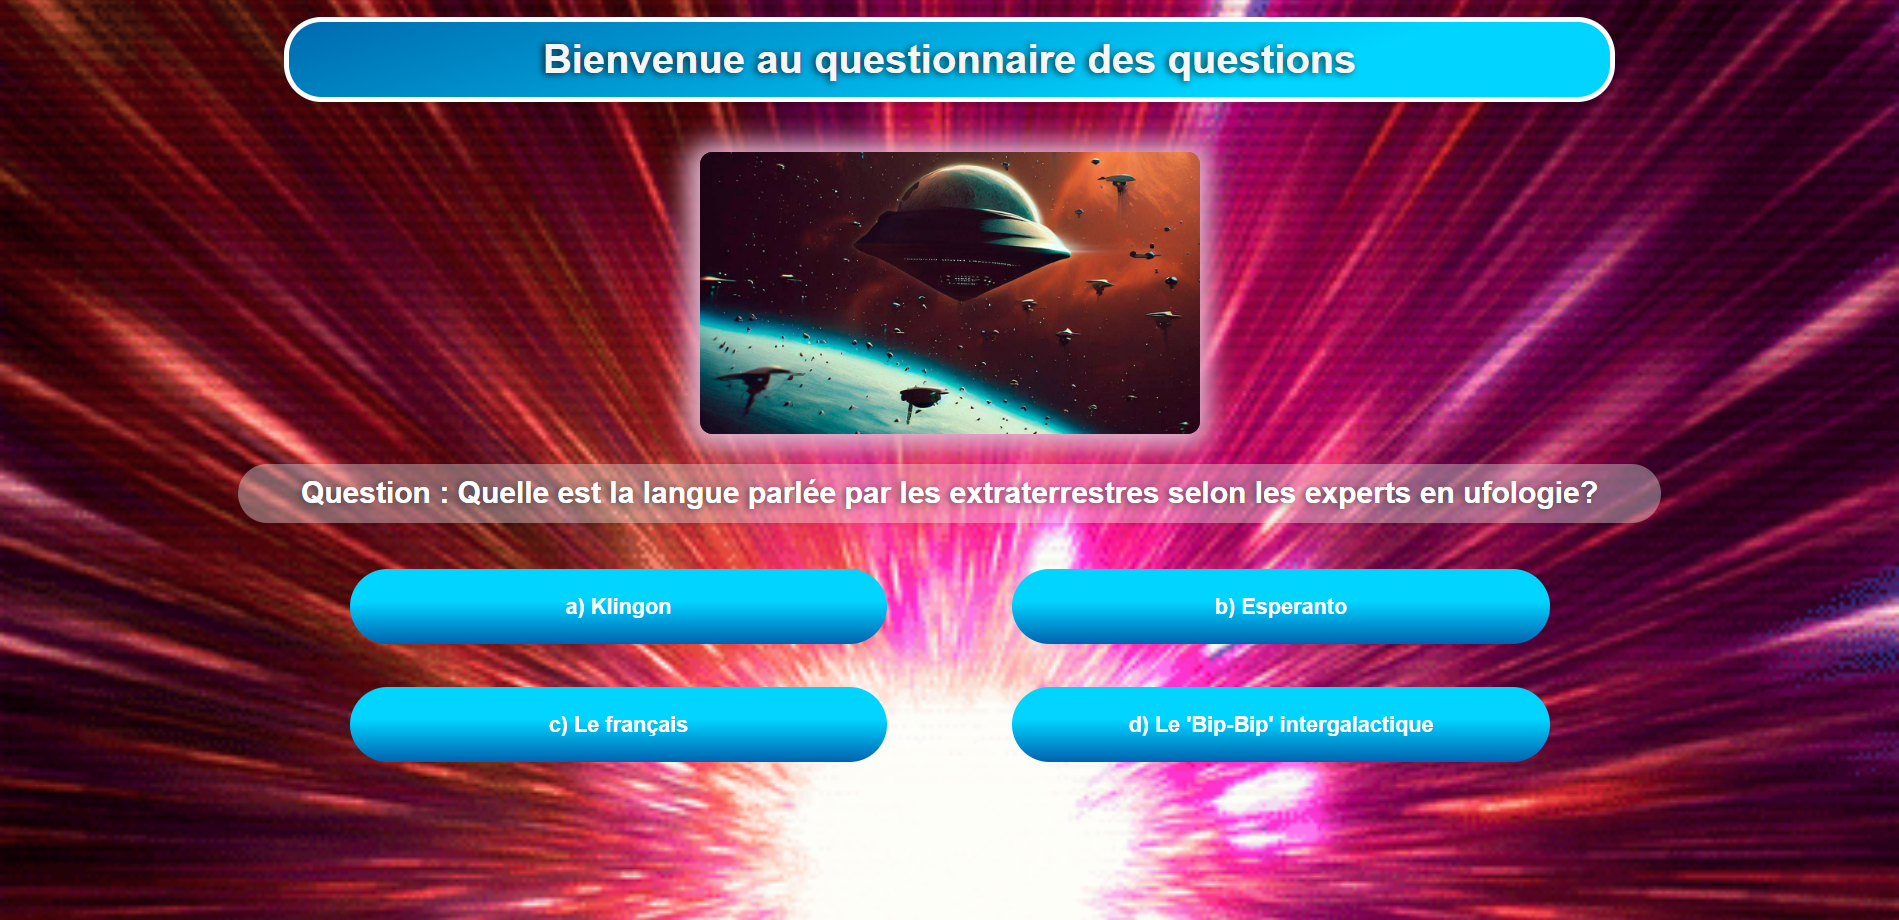 Bienvenue au questionnaire des questions
Question : Quelle est la langue parlée par les extraterrestres selon les experts en ufologie?
a) Klingon
b) Esperanto
c) Le français
d) Le 'Bip-Bip' intergalactique